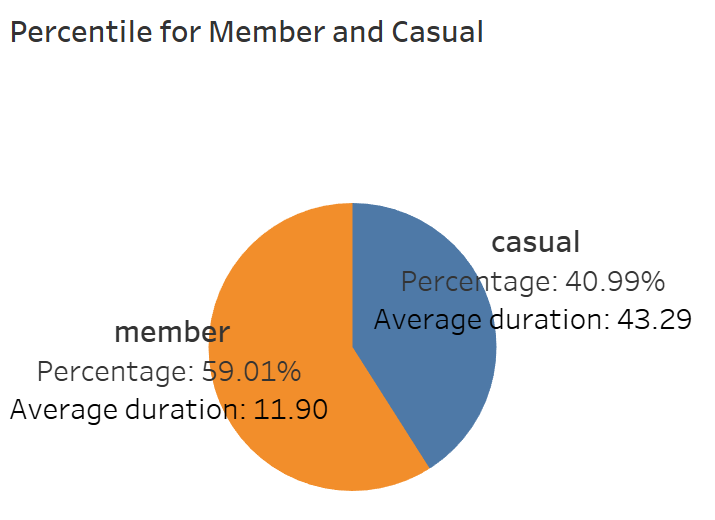 Percentile for Member and Casual
casual
Percentage: 40.99%
Average duration: 43.29
member
Percentage: 59.01%
Average duration: 11.90